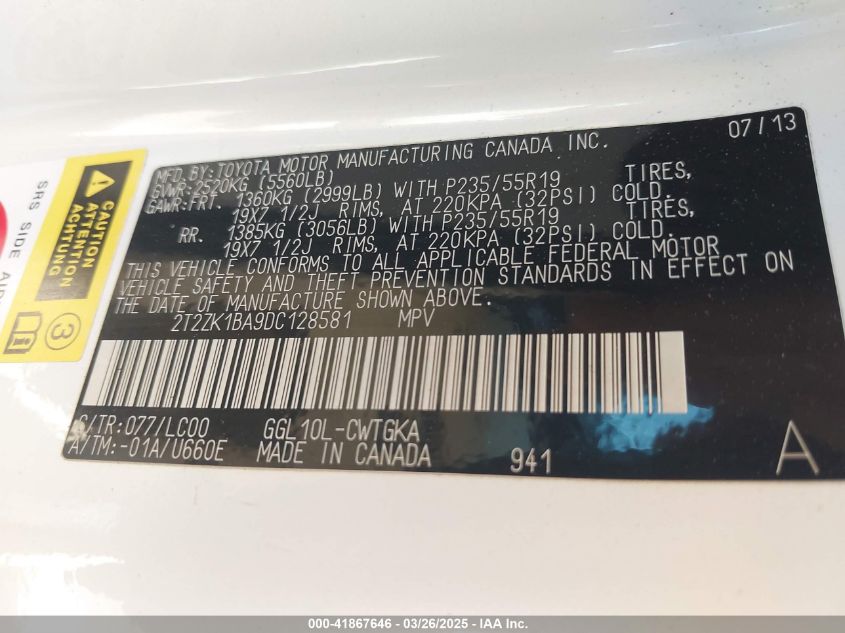 07/13
MFD.BY:TOYOTA MOTOR MANUFACTURING CANADA INC.
GVWR:2520KG (5560LB)
GAWR:FRT. 1360KG (2999LB) WITH P235/55R19 TIRES,
19X7 1/2J RIMS, AT 220KPA (32PSI) COLD.
RR. 1385KG (3056LB) WITH P235/55R19 TIRES,
19X7 1/2J RIMS, AT 220KPA (32PSI) COLD.
THIS VEHICLE CONFORMS TO ALL APPLICABLE FEDERAL MOTOR
VEHICLE SAFETY AND THEFT PREVENTION STANDARDS IN EFFECT ON
THE DATE OF MANUFACTURE SHOWN ABOVE.
2T2ZK1BA9DC128581 MPV
C/TR:077/LC00 GGL10L-CWTGKA
A/TM:-01A/U660E MADE IN CANADA 941 A
SRS SIDE
CAUTION
ATTENTION
ACHTUNG
3
000-41867646 - 03/26/2025 - IAA Inc.